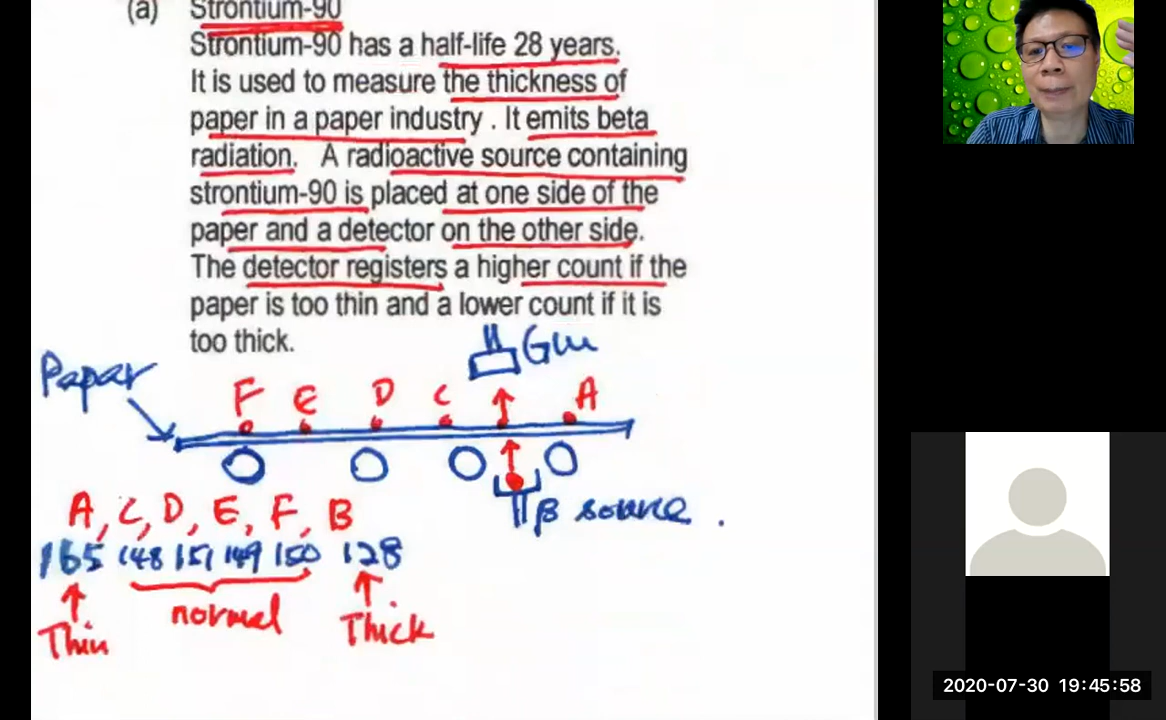 (a) Strontium-90
Strontium-90 has a half-life 28 years.
It is used to measure the thickness of
paper in a paper industry . It emits beta
radiation. A radioactive source containing
strontium-90 is placed at one side of the
paper and a detector on the other side.
The detector registers a higher count if the
paper is too thin and a lower count if it is
too thick.
Papar
F E D C A
β source .
A, C, D, E, F, B
165 148 151 149 150 128
normal
Thin Thick
2020-07-30 19:45:58